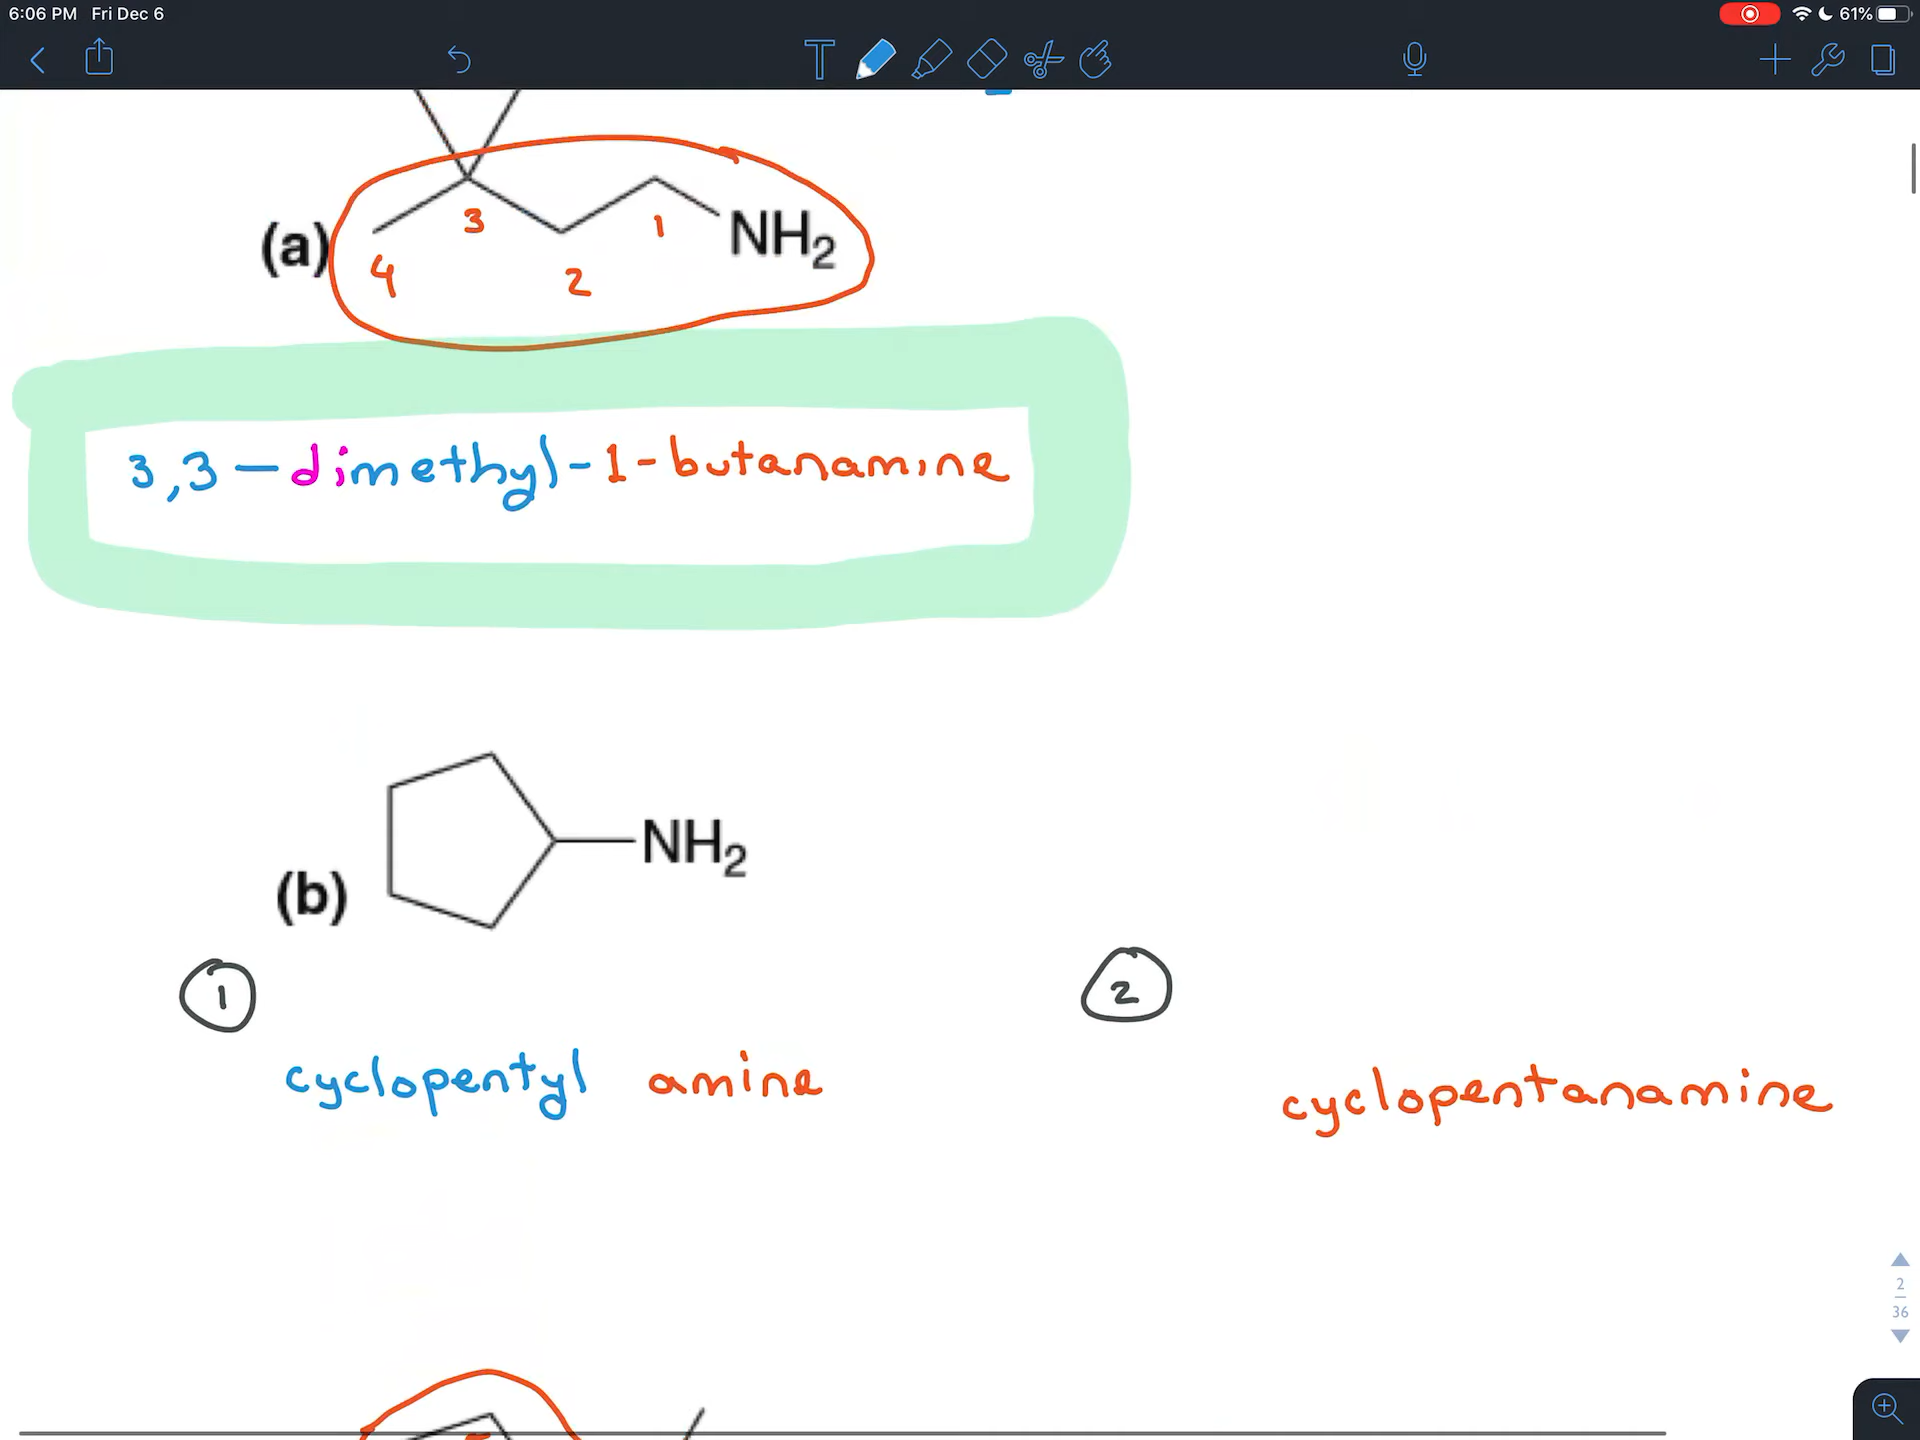 6:06 PM Fri Dec 6
61%
(a)
3
1
NH2
4
2
3,3-dimethyl-1-butanamine
NH2
(b)
1
2
cyclopentyl amine
cyclopentanamine
2
36